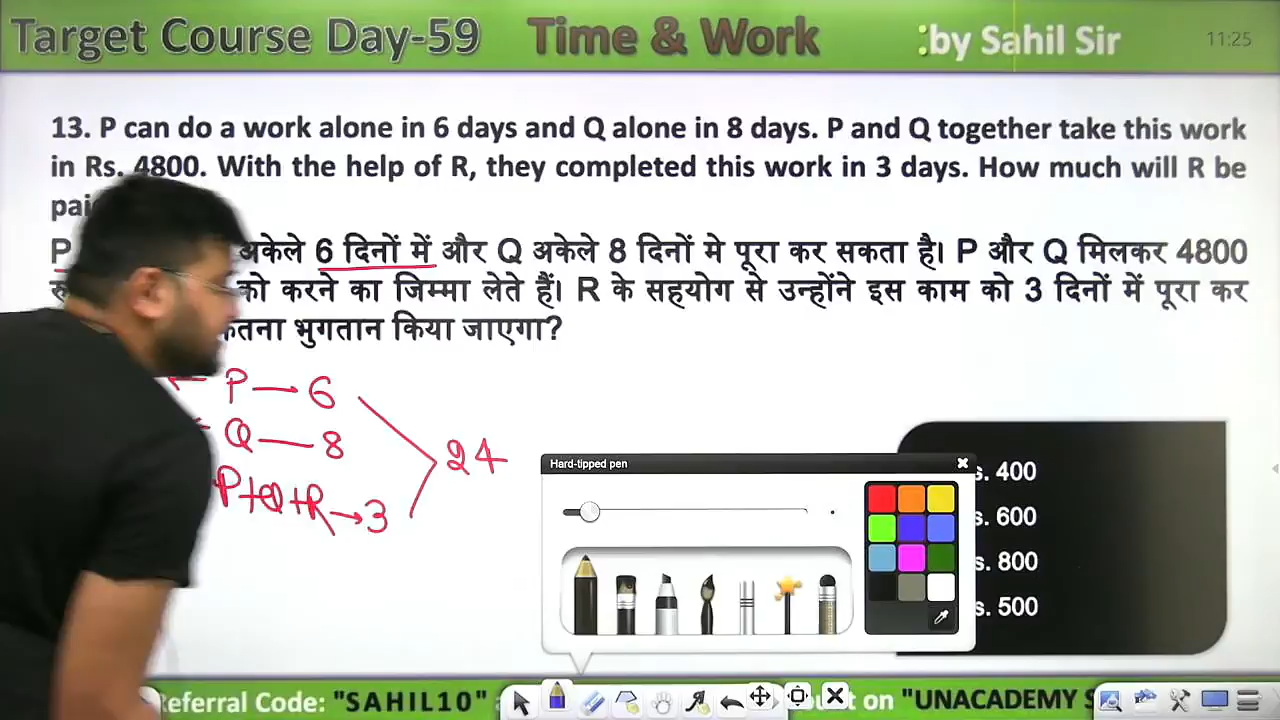 Target Course Day-59 Time & Work :by Sahil Sir 11:25
13. P can do a work alone in 6 days and Q alone in 8 days. P and Q together take this work
in Rs. 4800. With the help of R, they completed this work in 3 days. How much will R be
P अकेले 6 दिनों में और Q अकेले 8 दिनों मे पूरा कर सकता है। P और Q मिलकर 4800
को करने का जिम्मा लेते हैं। R के सहयोग से उन्होंने इस काम को 3 दिनों में पूरा कर
भुगतान किया जाएगा?
P → 6
Q — 8
24
P+Q+R → 3
Hard-tipped pen
400
600
800
500
Referral Code: "SAHIL10" on "UNACADEMY